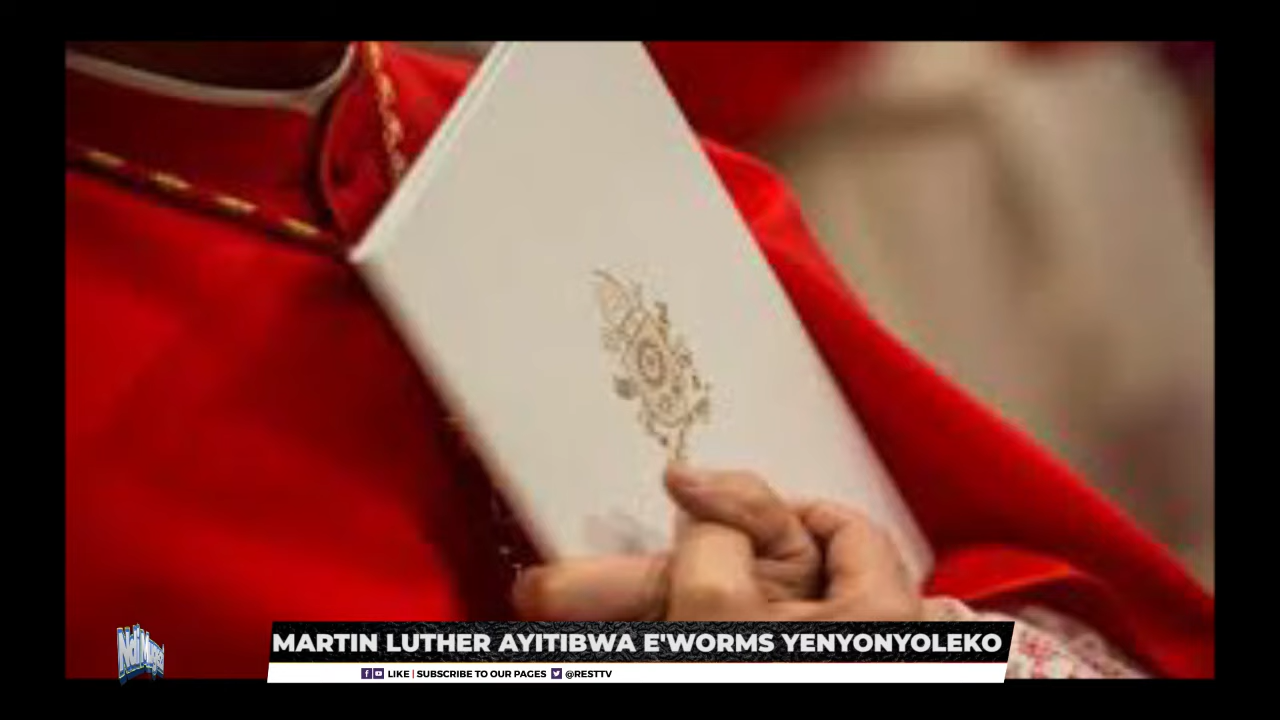 MARTIN LUTHER AYITIBWA E'WORMS YENYONYOLEKO
LIKE | SUBSCRIBE TO OUR PAGES @RESTTV